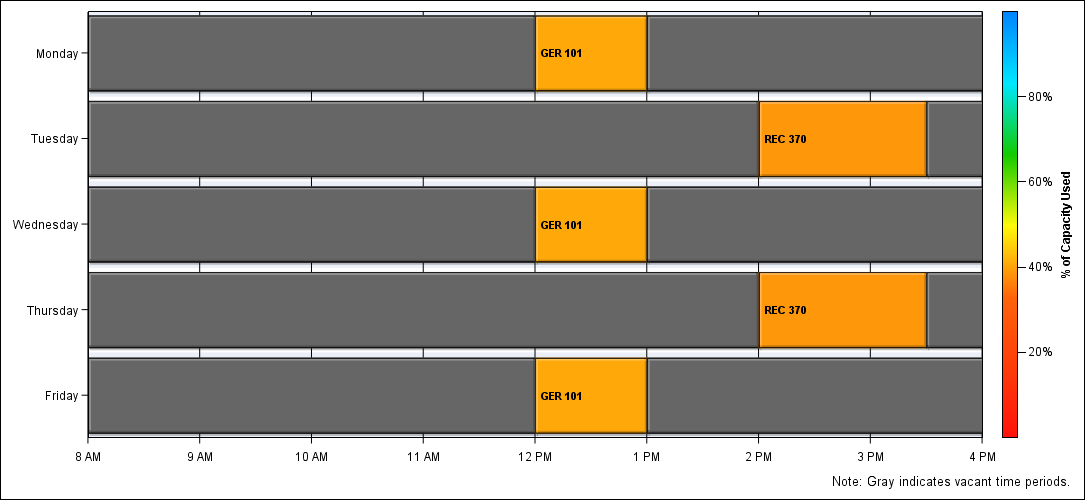 Monday
GER 101
Tuesday
REC 370
Wednesday
GER 101
Thursday
REC 370
Friday
GER 101
8 AM 9 AM 10 AM 11 AM 12 PM 1 PM 2 PM 3 PM 4 PM
80%
60%
40%
20%
% of Capacity Used
Note: Gray indicates vacant time periods.